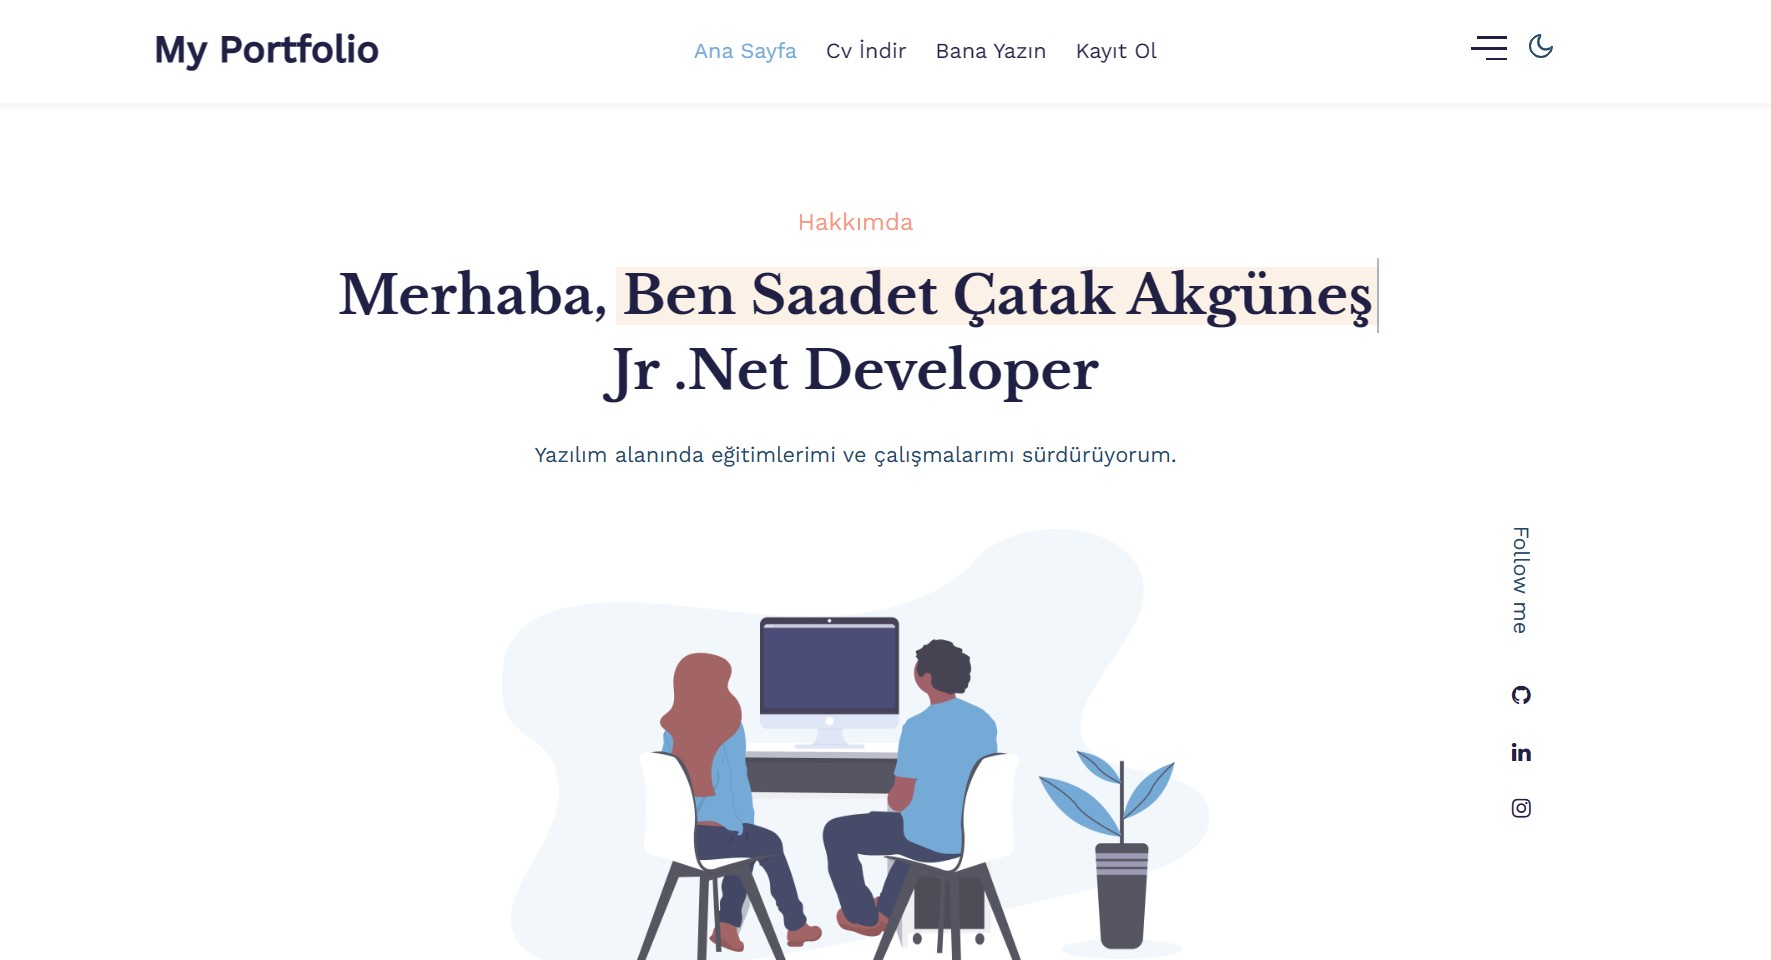 My Portfolio
Ana Sayfa Cv İndir Bana Yazın Kayıt Ol
Hakkımda
Merhaba, Ben Saadet Çatak Akgüneş
Jr .Net Developer
Yazılım alanında eğitimlerimi ve çalışmalarımı sürdürüyorum.
Follow me
in